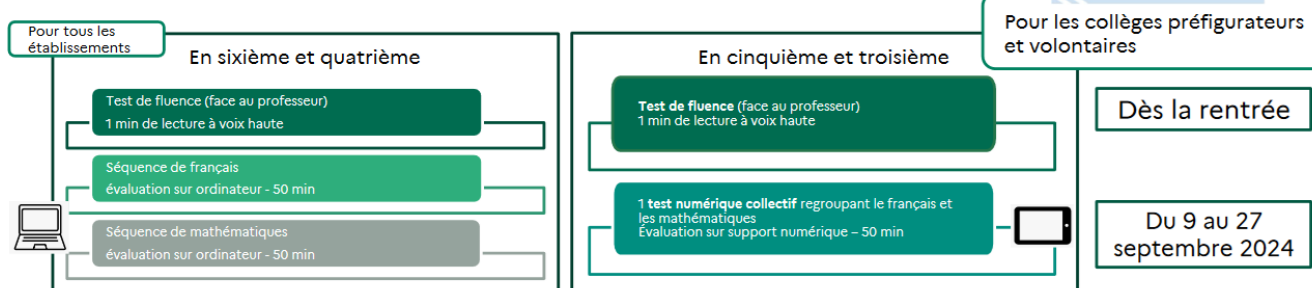 Pour tous les
établissements
En sixième et quatrième
Test de fluence (face au professeur)
1 min de lecture à voix haute
Séquence de français
évaluation sur ordinateur - 50 min
Séquence de mathématiques
évaluation sur ordinateur - 50 min
Pour les collèges préfigurateurs
et volontaires
En cinquième et troisième
Test de fluence (face au professeur)
1 min de lecture à voix haute
1 test numérique collectif regroupant le français et
les mathématiques
Évaluation sur support numérique – 50 min
Dès la rentrée
Du 9 au 27
septembre 2024